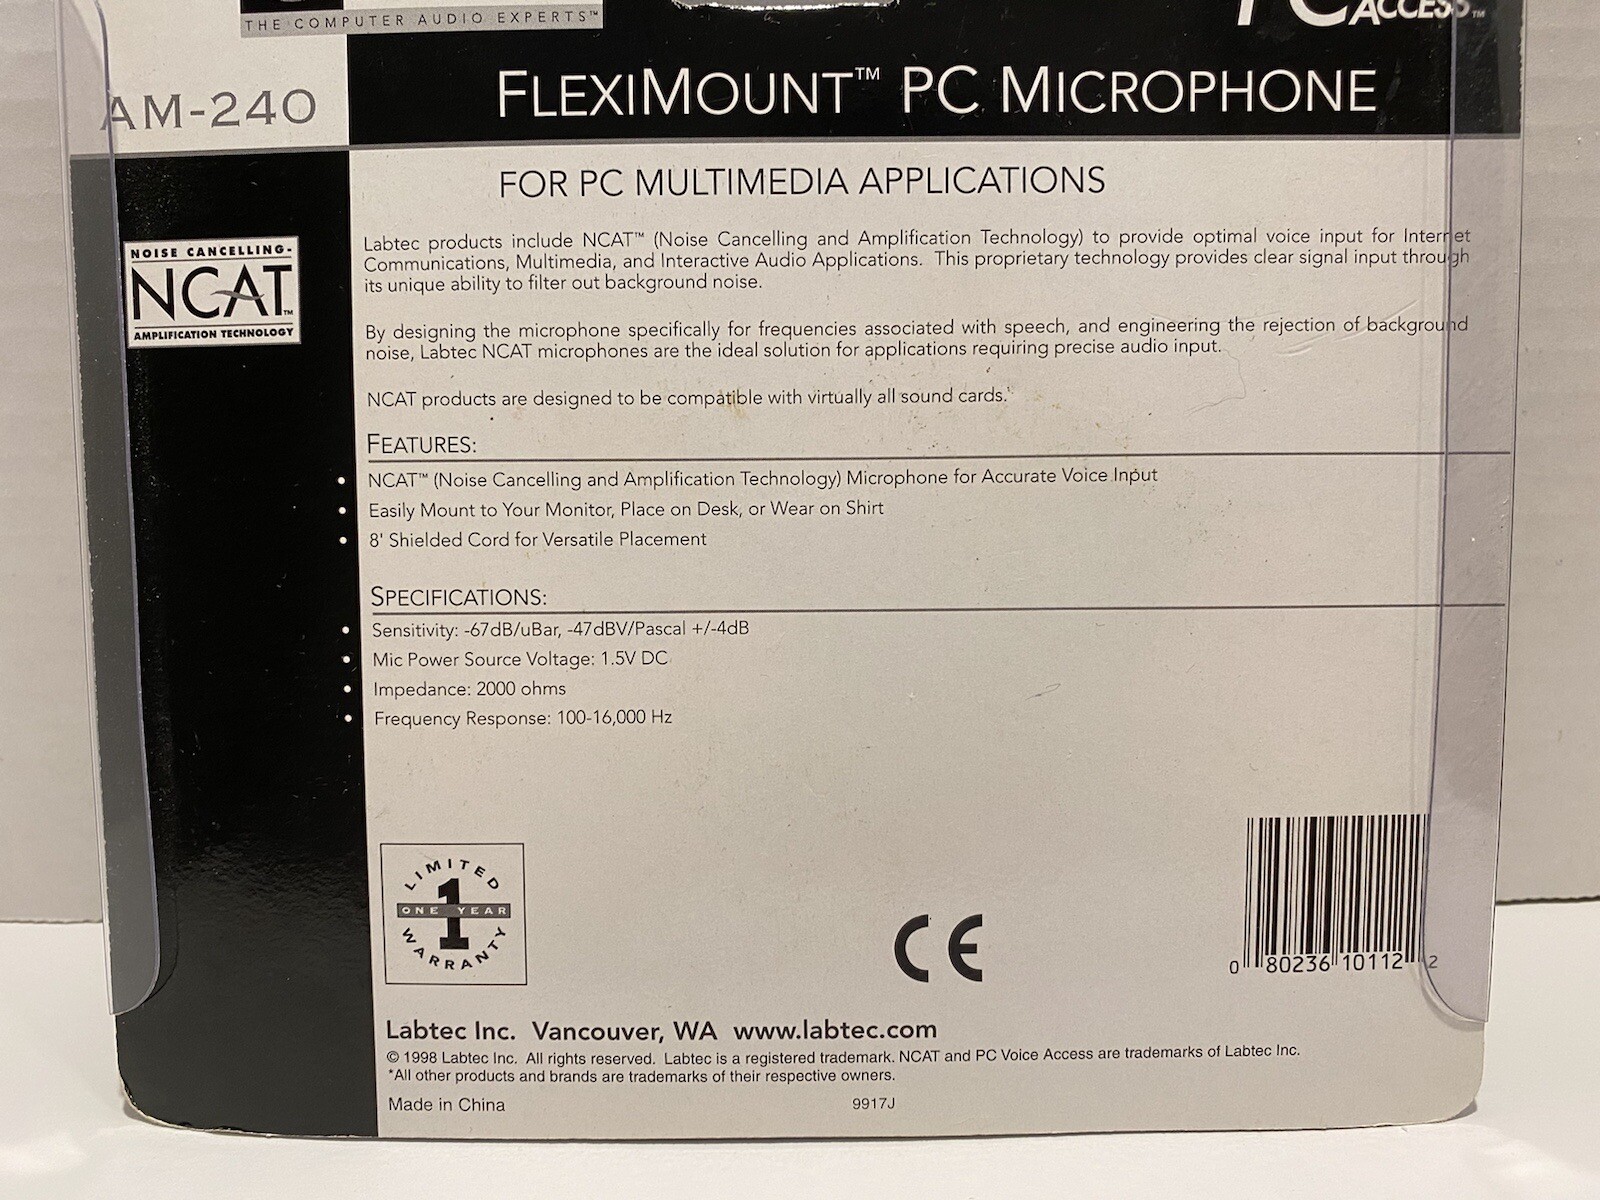 THE COMPUTER AUDIO EXPERTS™
ACCESS™
AM-240
FLEXIMOUNT™ PC MICROPHONE
FOR PC MULTIMEDIA APPLICATIONS
NOISE CANCELLING-
NCAT™
AMPLIFICATION TECHNOLOGY
Labtec products include NCAT™ (Noise Cancelling and Amplification Technology) to provide optimal voice input for Internet
Communications, Multimedia, and Interactive Audio Applications. This proprietary technology provides clear signal input through
its unique ability to filter out background noise.
By designing the microphone specifically for frequencies associated with speech, and engineering the rejection of background
noise, Labtec NCAT microphones are the ideal solution for applications requiring precise audio input.
NCAT products are designed to be compatible with virtually all sound cards.
FEATURES:
• NCAT™ (Noise Cancelling and Amplification Technology) Microphone for Accurate Voice Input
• Easily Mount to Your Monitor, Place on Desk, or Wear on Shirt
• 8' Shielded Cord for Versatile Placement
SPECIFICATIONS:
• Sensitivity: -67dB/uBar, -47dBV/Pascal +/-4dB
• Mic Power Source Voltage: 1.5V DC
• Impedance: 2000 ohms
• Frequency Response: 100-16,000 Hz
LIMITED
1
ONE YEAR
WARRANTY
CE
0 80236 10112 2
Labtec Inc. Vancouver, WA www.labtec.com
© 1998 Labtec Inc. All rights reserved. Labtec is a registered trademark. NCAT and PC Voice Access are trademarks of Labtec Inc.
*All other products and brands are trademarks of their respective owners.
Made in China 9917J